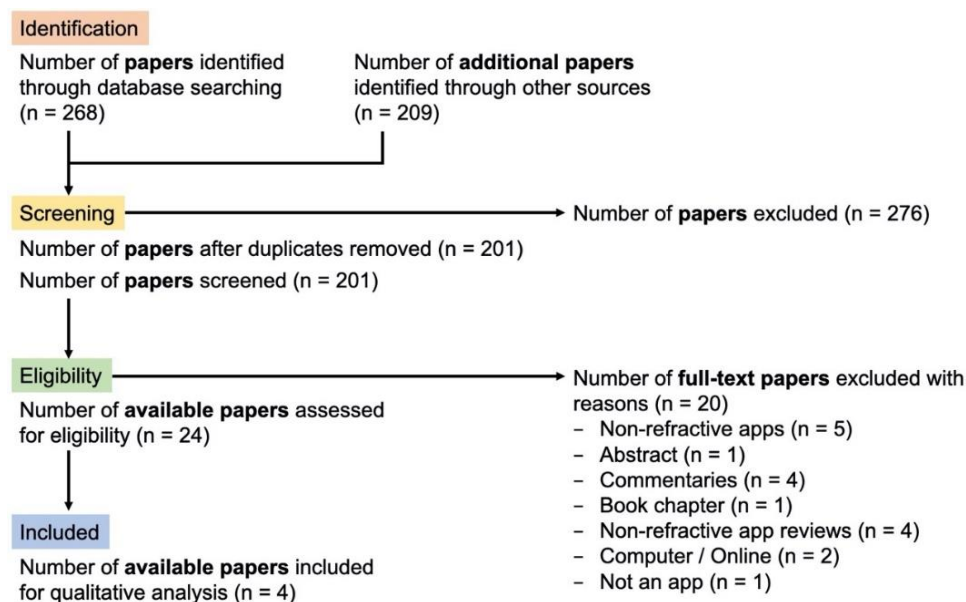 Identification
Number of papers identified
through database searching
(n = 268)
Number of additional papers
identified through other sources
(n = 209)
Screening
Number of papers excluded (n = 276)
Number of papers after duplicates removed (n = 201)
Number of papers screened (n = 201)
Eligibility
Number of available papers assessed
for eligibility (n = 24)
Number of full-text papers excluded with
reasons (n = 20)
– Non-refractive apps (n = 5)
– Abstract (n = 1)
– Commentaries (n = 4)
– Book chapter (n = 1)
– Non-refractive app reviews (n = 4)
– Computer / Online (n = 2)
– Not an app (n = 1)
Included
Number of available papers included
for qualitative analysis (n = 4)